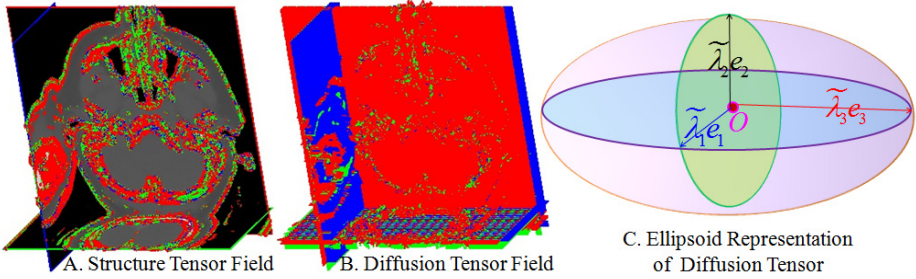 λ̃₂e₂
λ̃₃e₃
λ̃₁e₁
O
A. Structure Tensor Field
B. Diffusion Tensor Field
C. Ellipsoid Representation
of Diffusion Tensor